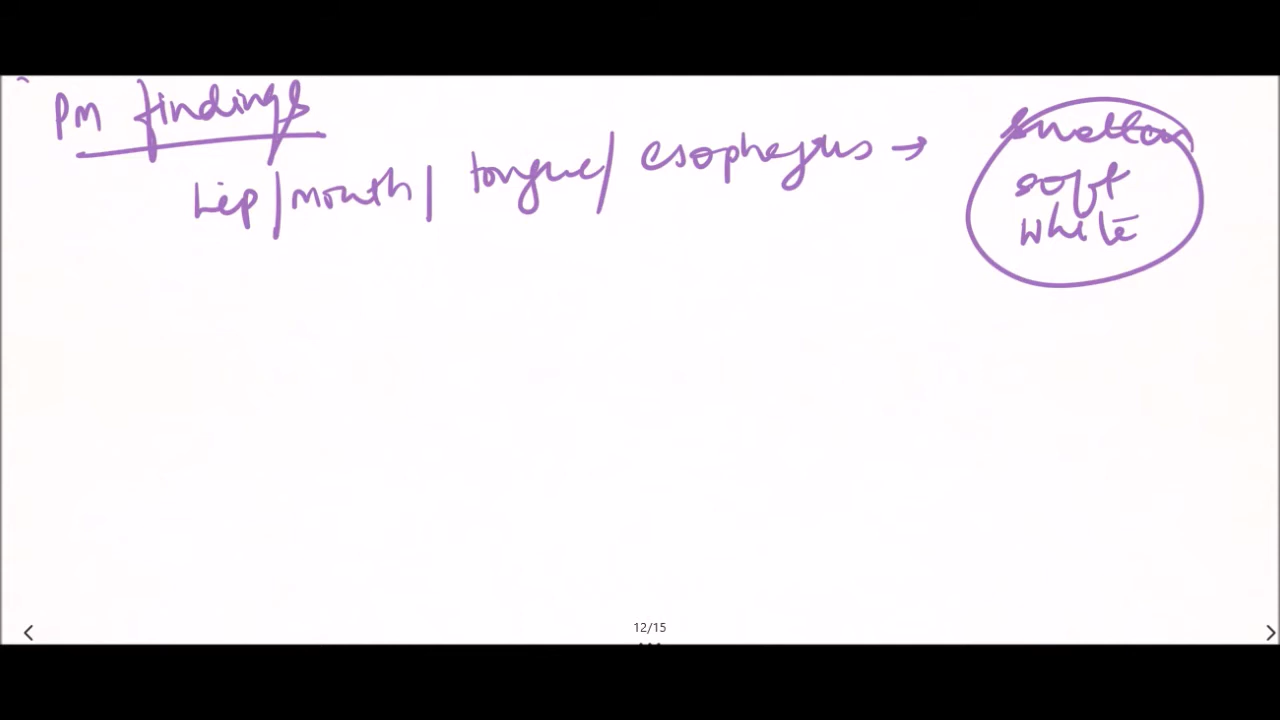 PM findings
Lip/mouth/ tongue/ esophagus → swollen
soft
white
12/15